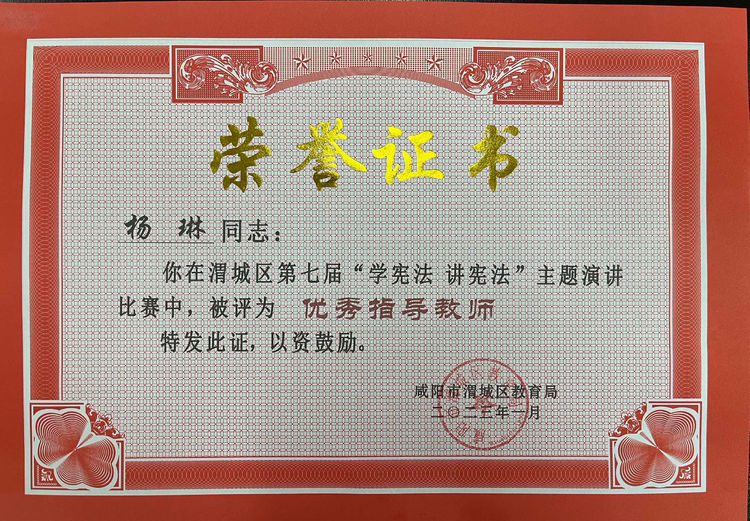 荣誉证书
杨琳 同志：
你在渭城区第七届“学宪法 讲宪法”主题演讲
比赛中，被评为 优秀指导教师
特发此证，以资鼓励。
咸阳市渭城区教育局
二〇二三年一月